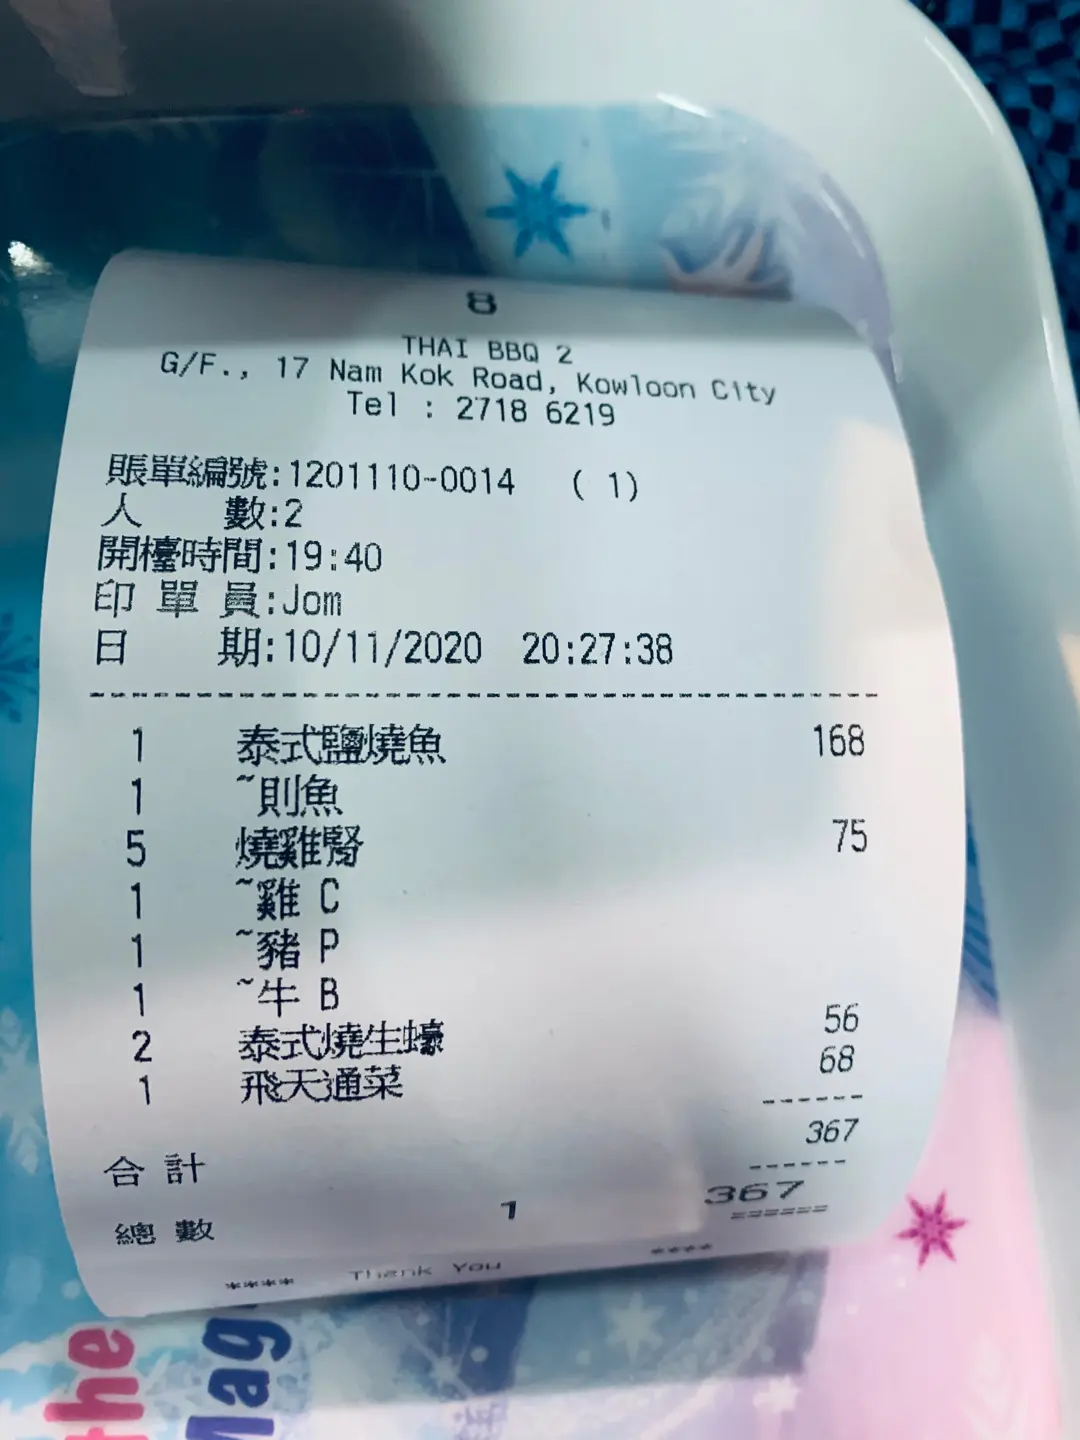 8
THAI BBQ 2
G/F., 17 Nam Kok Road, Kowloon City
Tel : 2718 6219
賬單編號:1201110-0014 ( 1)
人 數:2
開檯時間:19:40
印 單 員:Jom
日 期:10/11/2020 20:27:38
1 泰式鹽燒魚 168
1 ~則魚
5 燒雞腎 75
1 ~雞 C
1 ~豬 P
1 ~牛 B
2 泰式燒生蠔 56
1 飛天通菜 68
367
合 計
總 數 1 367
**** Thank You ****
the
Mag